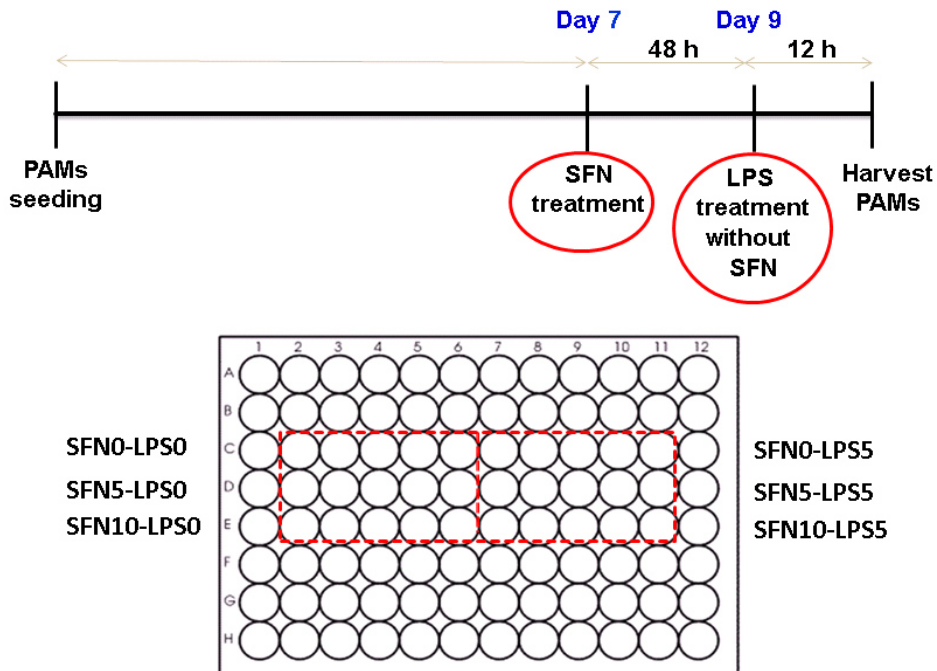 Day 7
Day 9
48 h
12 h
PAMs
seeding
SFN
treatment
LPS
treatment
without
SFN
Harvest
PAMs
1 2 3 4 5 6 7 8 9 10 11 12
A
B
SFN0-LPS0
C
SFN0-LPS5
SFN5-LPS0
D
SFN5-LPS5
SFN10-LPS0
E
SFN10-LPS5
F
G
H